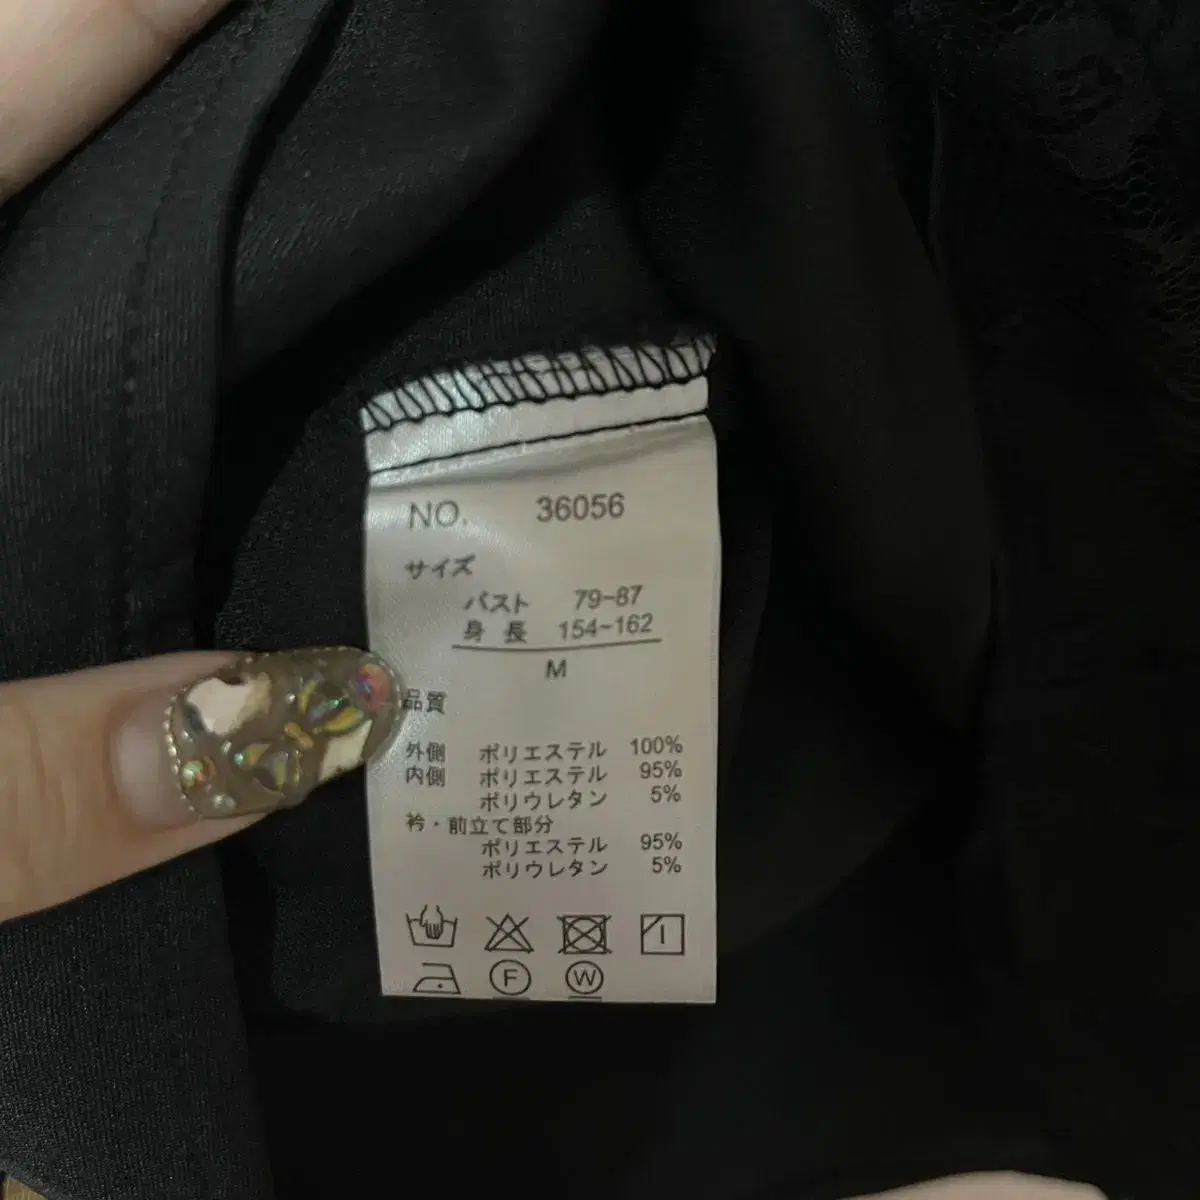 NO. 36056
サイズ
バスト 79-87
身長 154-162
M
品質
外側 ポリエステル 100%
内側 ポリエステル 95%
ポリウレタン 5%
衿・前立て部分
ポリエステル 95%
ポリウレタン 5%
F W